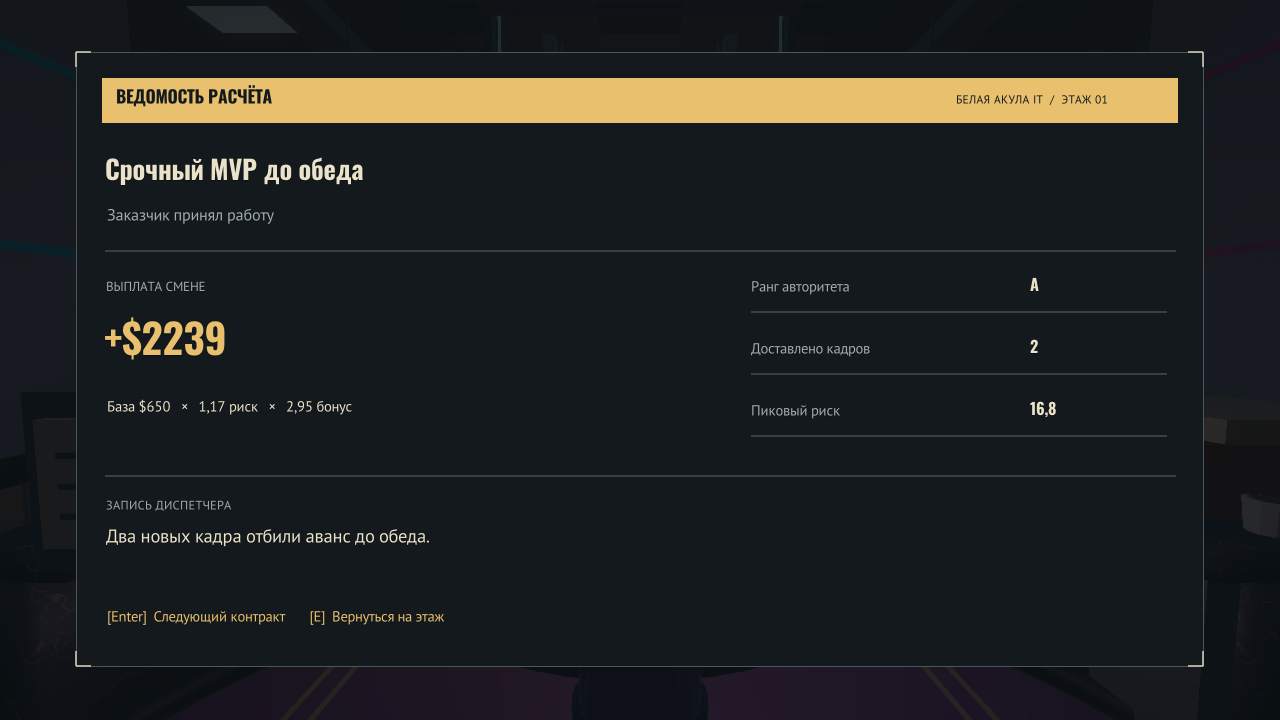 ВЕДОМОСТЬ РАСЧЁТА
БЕЛАЯ АКУЛА IT / ЭТАЖ 01
Срочный MVP до обеда
Заказчик принял работу
ВЫПЛАТА СМЕНЕ
+$2239
База $650 × 1,17 риск × 2,95 бонус
Ранг авторитета A
Доставлено кадров 2
Пиковый риск 16,8
ЗАПИСЬ ДИСПЕТЧЕРА
Два новых кадра отбили аванс до обеда.
[Enter] Следующий контракт [E] Вернуться на этаж